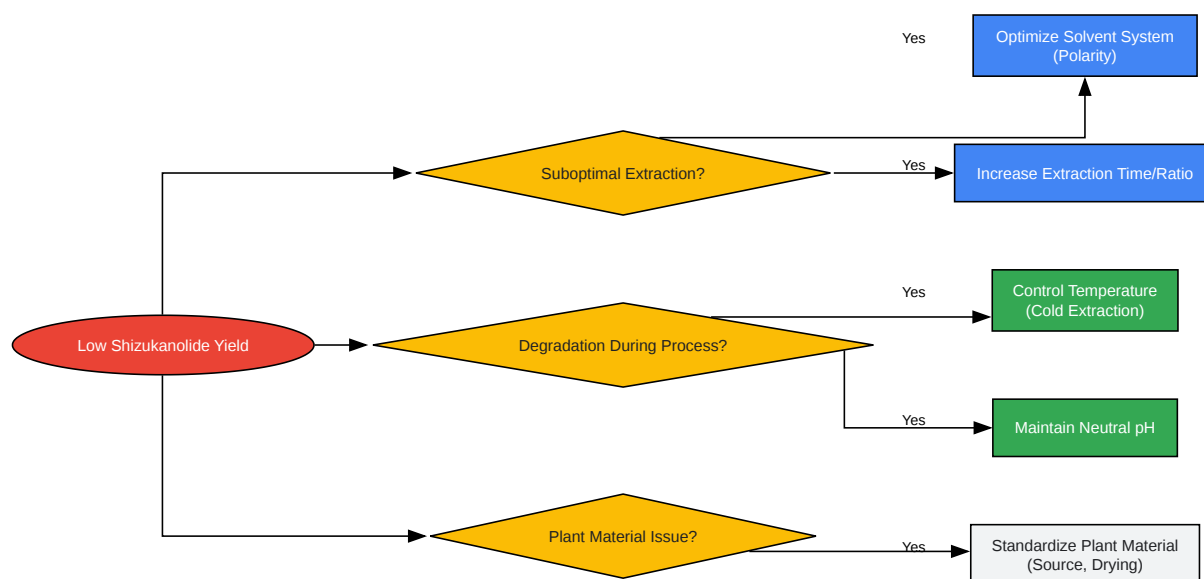 Yes
Optimize Solvent System
(Polarity)
Suboptimal Extraction?
Yes
Increase Extraction Time/Ratio
Yes
Control Temperature
(Cold Extraction)
Low Shizukanolide Yield
Degradation During Process?
Yes
Maintain Neutral pH
Plant Material Issue?
Yes
Standardize Plant Material
(Source, Drying)